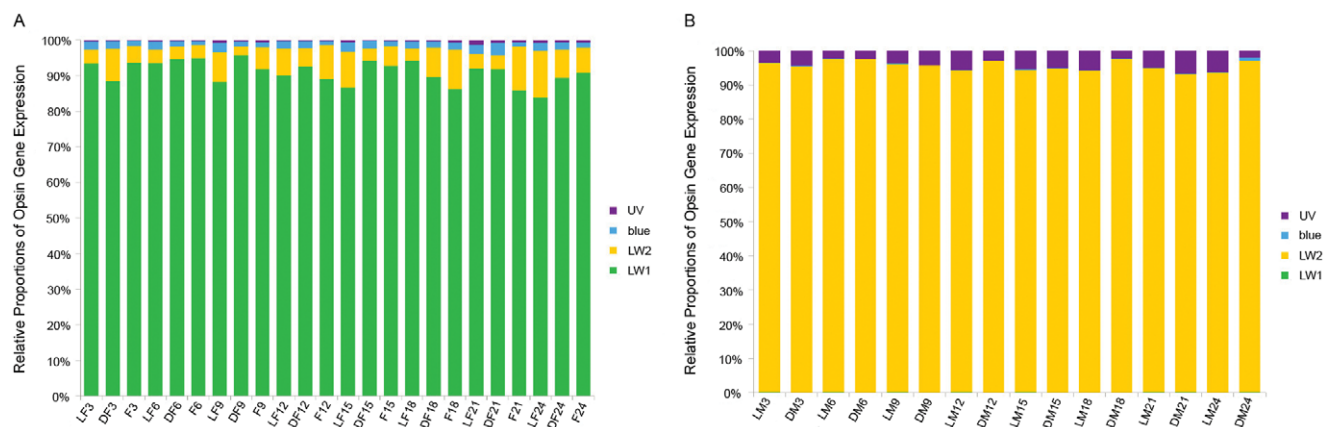 A
Relative Proportions of Opsin Gene Expression
100%
90%
80%
70%
60%
50%
40%
30%
20%
10%
0%
LF3 DF3 F3 LF6 DF6 F6 LF9 DF9 F9 LF12 DF12 F12 LF15 DF15 F15 LF18 DF18 F18 LF21 DF21 F21 LF24 DF24 F24
UV
blue
LW2
LW1
B
Relative Proportions of Opsin Gene Expression
100%
90%
80%
70%
60%
50%
40%
30%
20%
10%
0%
LM3 DM3 LM6 DM6 LM9 DM9 LM12 DM12 LM15 DM15 LM18 DM18 LM21 DM21 LM24 DM24
UV
blue
LW2
LW1